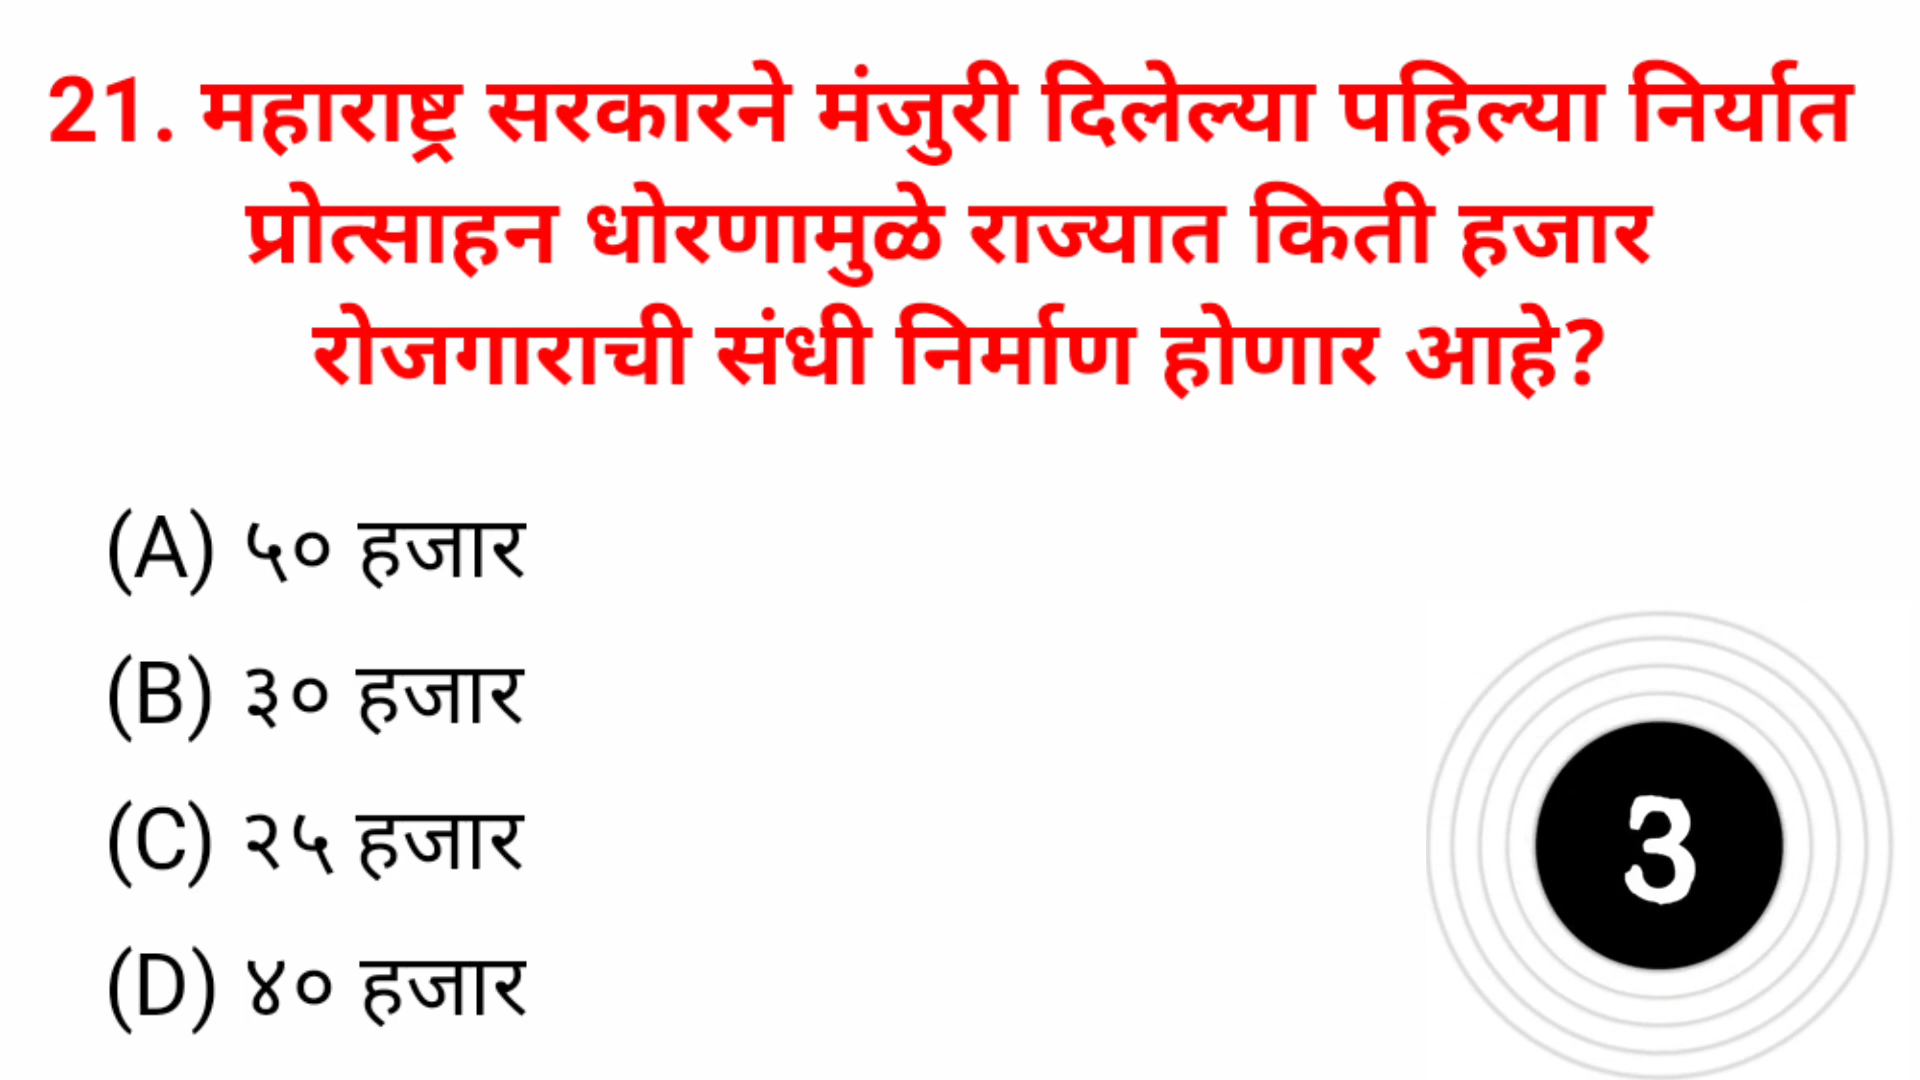 21. महाराष्ट्र सरकारने मंजुरी दिलेल्या पहिल्या निर्यात
प्रोत्साहन धोरणामुळे राज्यात किती हजार
रोजगाराची संधी निर्माण होणार आहे?
(A) ५० हजार
(B) ३० हजार
(C) २५ हजार
(D) ४० हजार
3